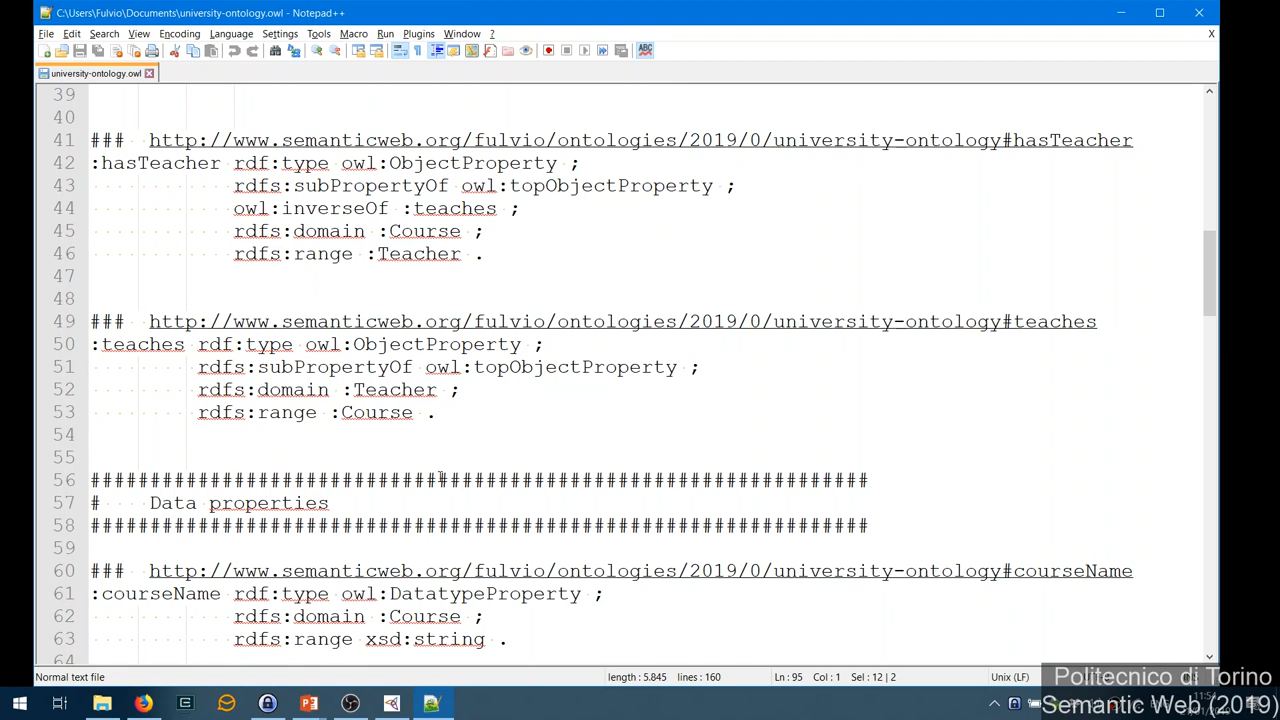 C:\Users\Fulvio\Documents\university-ontology.owl - Notepad++
File Edit Search View Encoding Language Settings Tools Macro Run Plugins Window ? X
university-ontology.owl
39
40
41 ### http://www.semanticweb.org/fulvio/ontologies/2019/0/university-ontology#hasTeacher
42 :hasTeacher rdf:type owl:ObjectProperty ;
43 rdfs:subPropertyOf owl:topObjectProperty ;
44 owl:inverseOf :teaches ;
45 rdfs:domain :Course ;
46 rdfs:range :Teacher .
47
48
49 ### http://www.semanticweb.org/fulvio/ontologies/2019/0/university-ontology#teaches
50 :teaches rdf:type owl:ObjectProperty ;
51 rdfs:subPropertyOf owl:topObjectProperty ;
52 rdfs:domain :Teacher ;
53 rdfs:range :Course .
54
55
56 #################################################################
57 # Data properties
58 #################################################################
59
60 ### http://www.semanticweb.org/fulvio/ontologies/2019/0/university-ontology#courseName
61 :courseName rdf:type owl:DatatypeProperty ;
62 rdfs:domain :Course ;
63 rdfs:range xsd:string .
64
Normal text file length : 5.845 lines : 160 Ln : 95 Col : 1 Sel : 12 | 2 Unix (LF)
Politecnico di Torino
Semantic Web (2019)